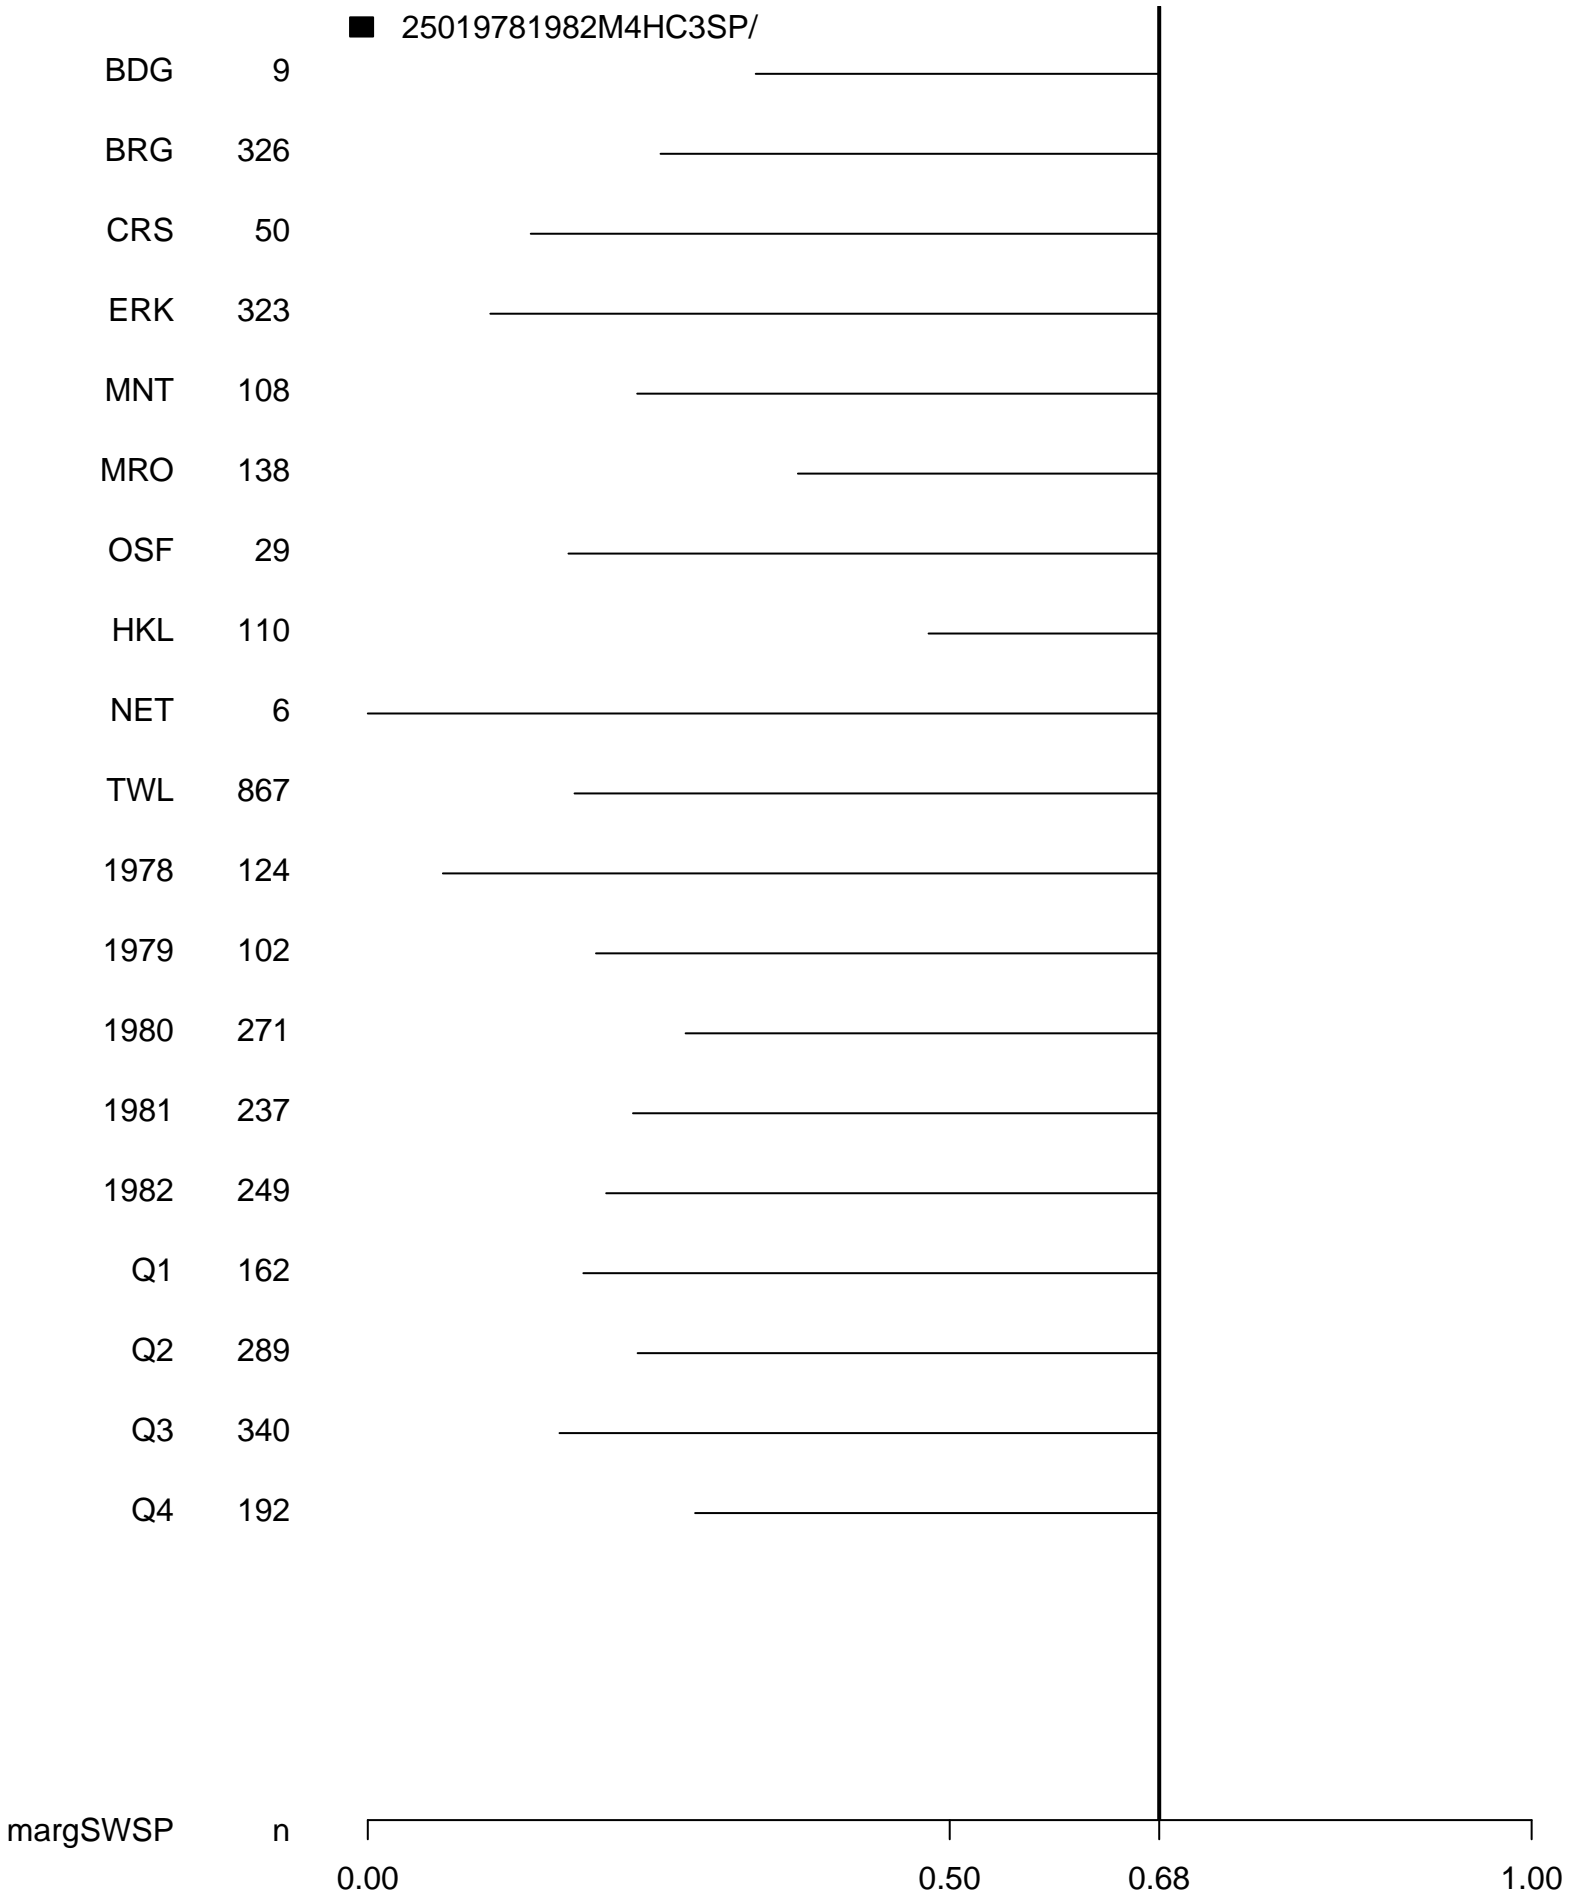 25019781982M4HC3SP/
BDG 9
BRG 326
CRS 50
ERK 323
MNT 108
MRO 138
OSF 29
HKL 110
NET 6
TWL 867
1978 124
1979 102
1980 271
1981 237
1982 249
Q1 162
Q2 289
Q3 340
Q4 192
margSWSP n
0.00 0.50 0.68 1.00